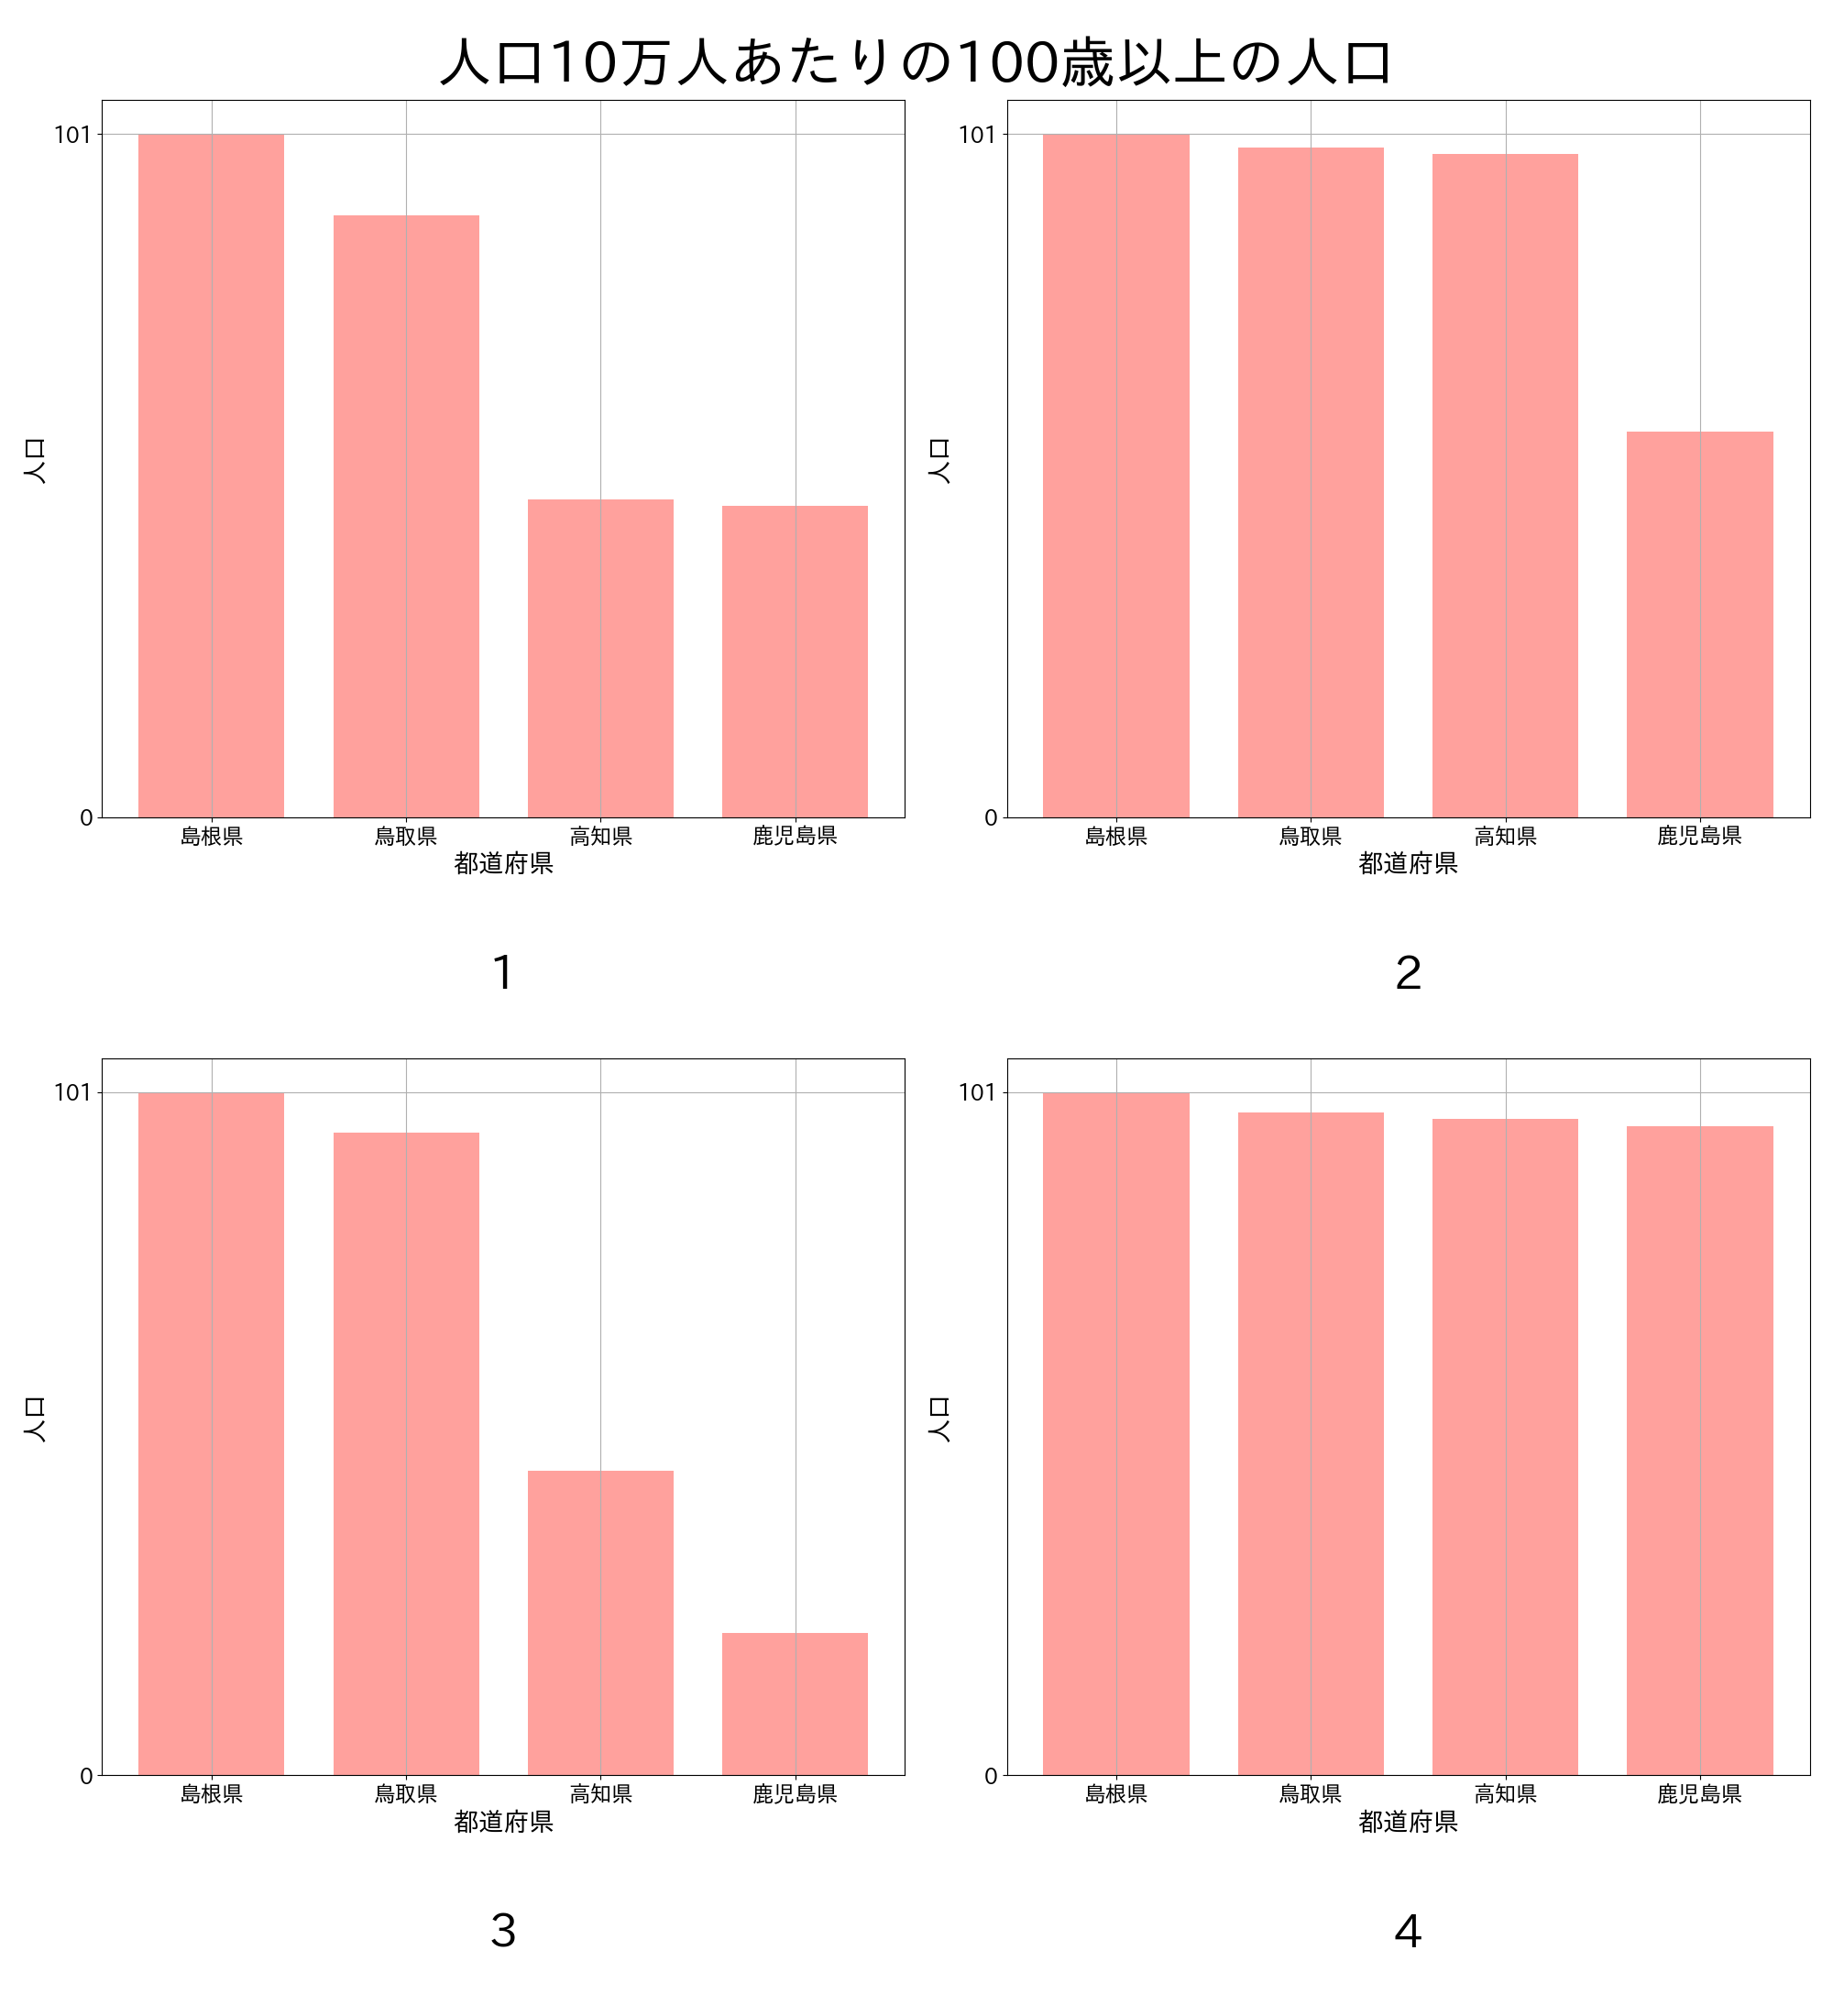 人口10万人あたりの100歳以上の人口
101
0
人口
島根県 鳥取県 高知県 鹿児島県
都道府県
1
101
0
人口
島根県 鳥取県 高知県 鹿児島県
都道府県
2
101
0
人口
島根県 鳥取県 高知県 鹿児島県
都道府県
3
101
0
人口
島根県 鳥取県 高知県 鹿児島県
都道府県
4